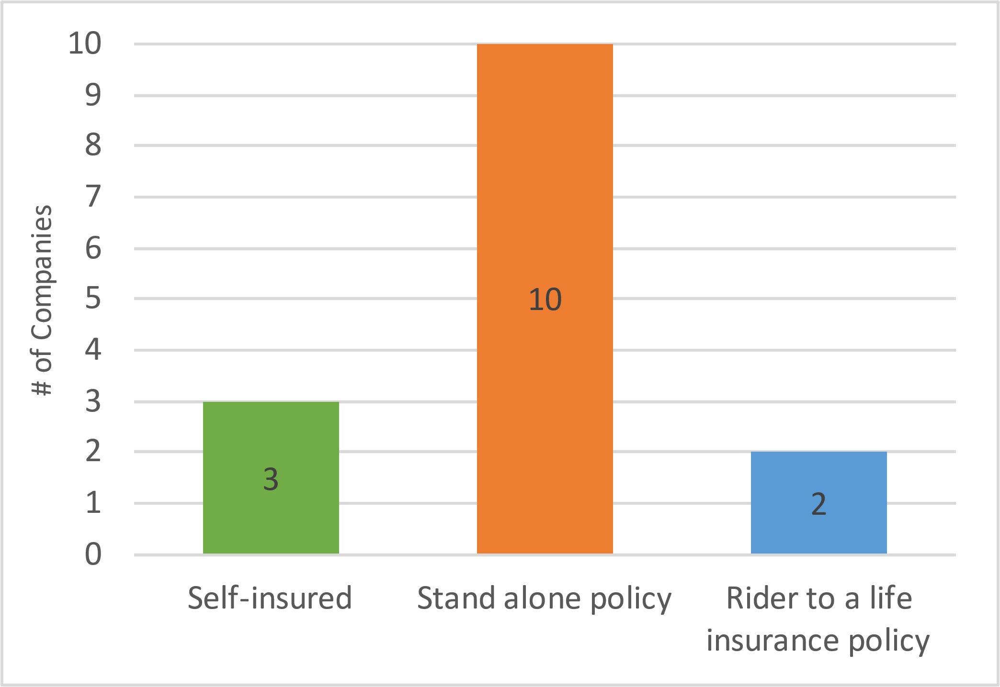 10
9
8
7
6
5
4
3
2
1
0
# of Companies
3
10
2
Self-insured
Stand alone policy
Rider to a life
insurance policy